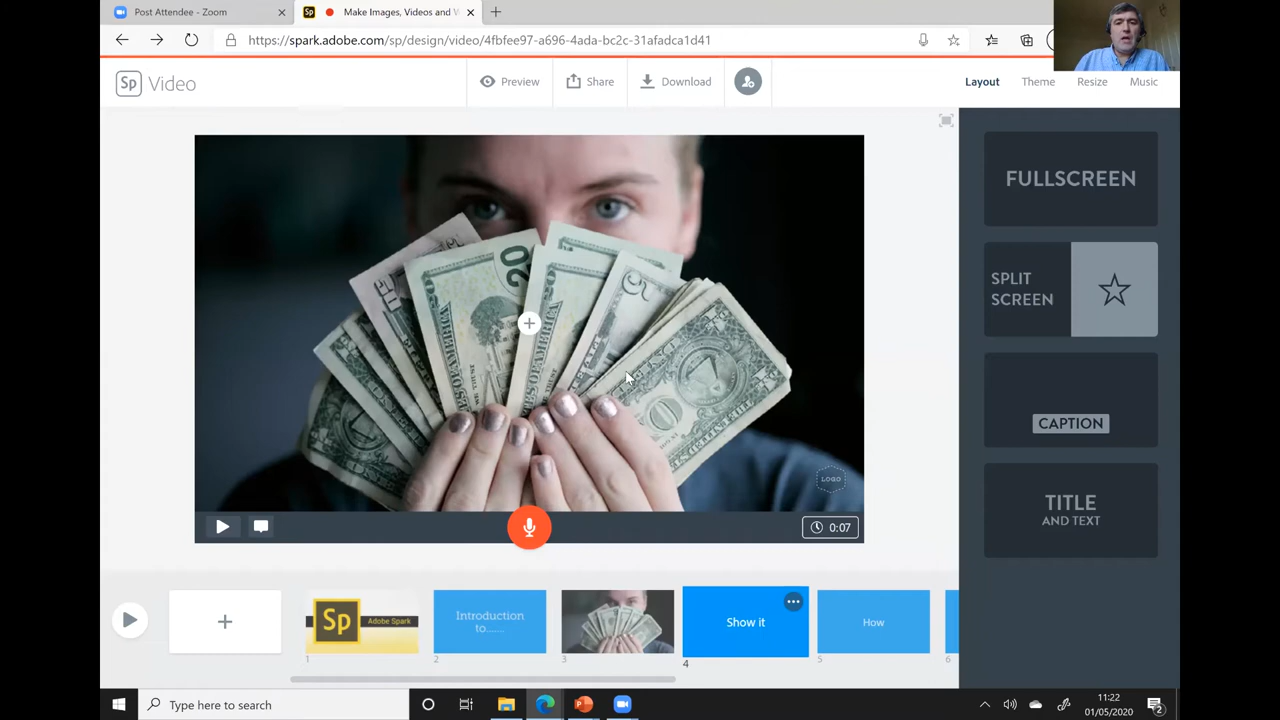 Post Attendee - Zoom
Make Images, Videos and W
https://spark.adobe.com/sp/design/video/4fbfee97-a696-4ada-bc2c-31afadca1d41
Sp Video
Preview
Share
Download
Layout
Theme
Resize
Music
FULLSCREEN
SPLIT
SCREEN
CAPTION
TITLE
AND TEXT
20
5
LOGO
0:07
Sp Adobe Spark
Introduction
to.......
Show it
How
1
2
3
4
5
6
Type here to search
11:22
01/05/2020
2